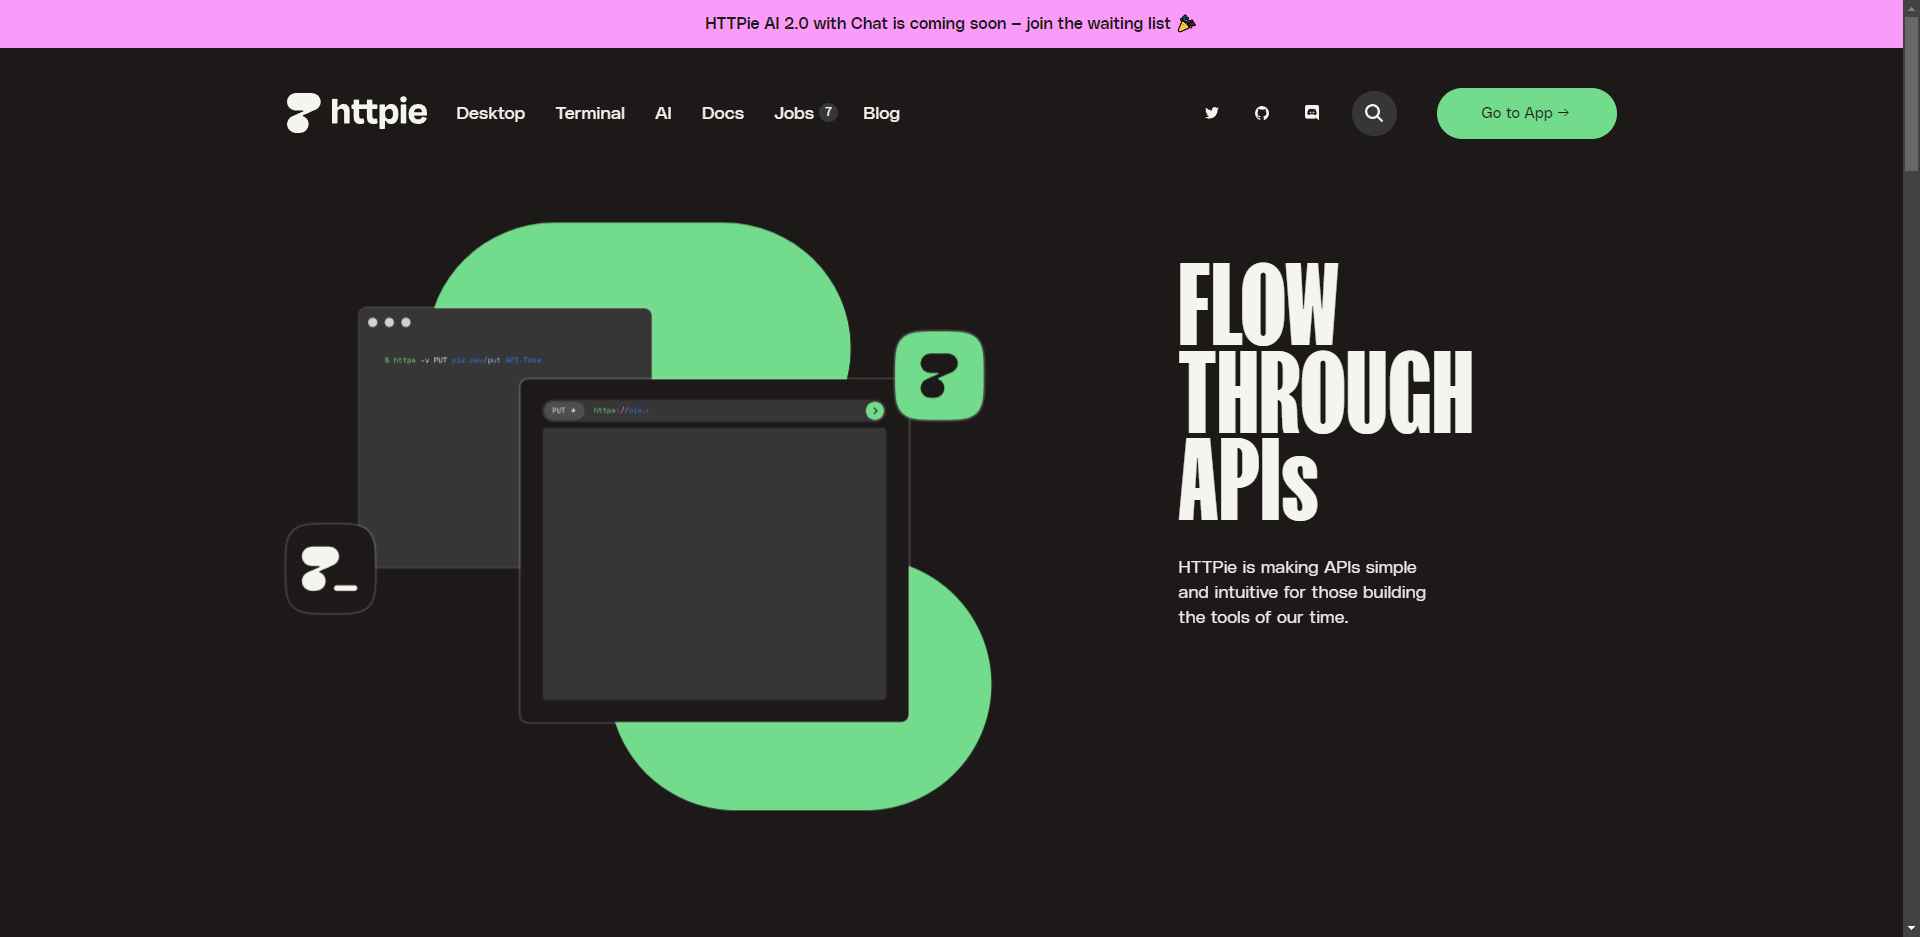 HTTPie AI 2.0 with Chat is coming soon – join the waiting list 🎉
httpie Desktop Terminal AI Docs Jobs 7 Blog Go to App →
FLOW
THROUGH
APIs
$ https -v PUT pie.dev/put API-Toke
PUT https://pie.
HTTPie is making APIs simple
and intuitive for those building
the tools of our time.